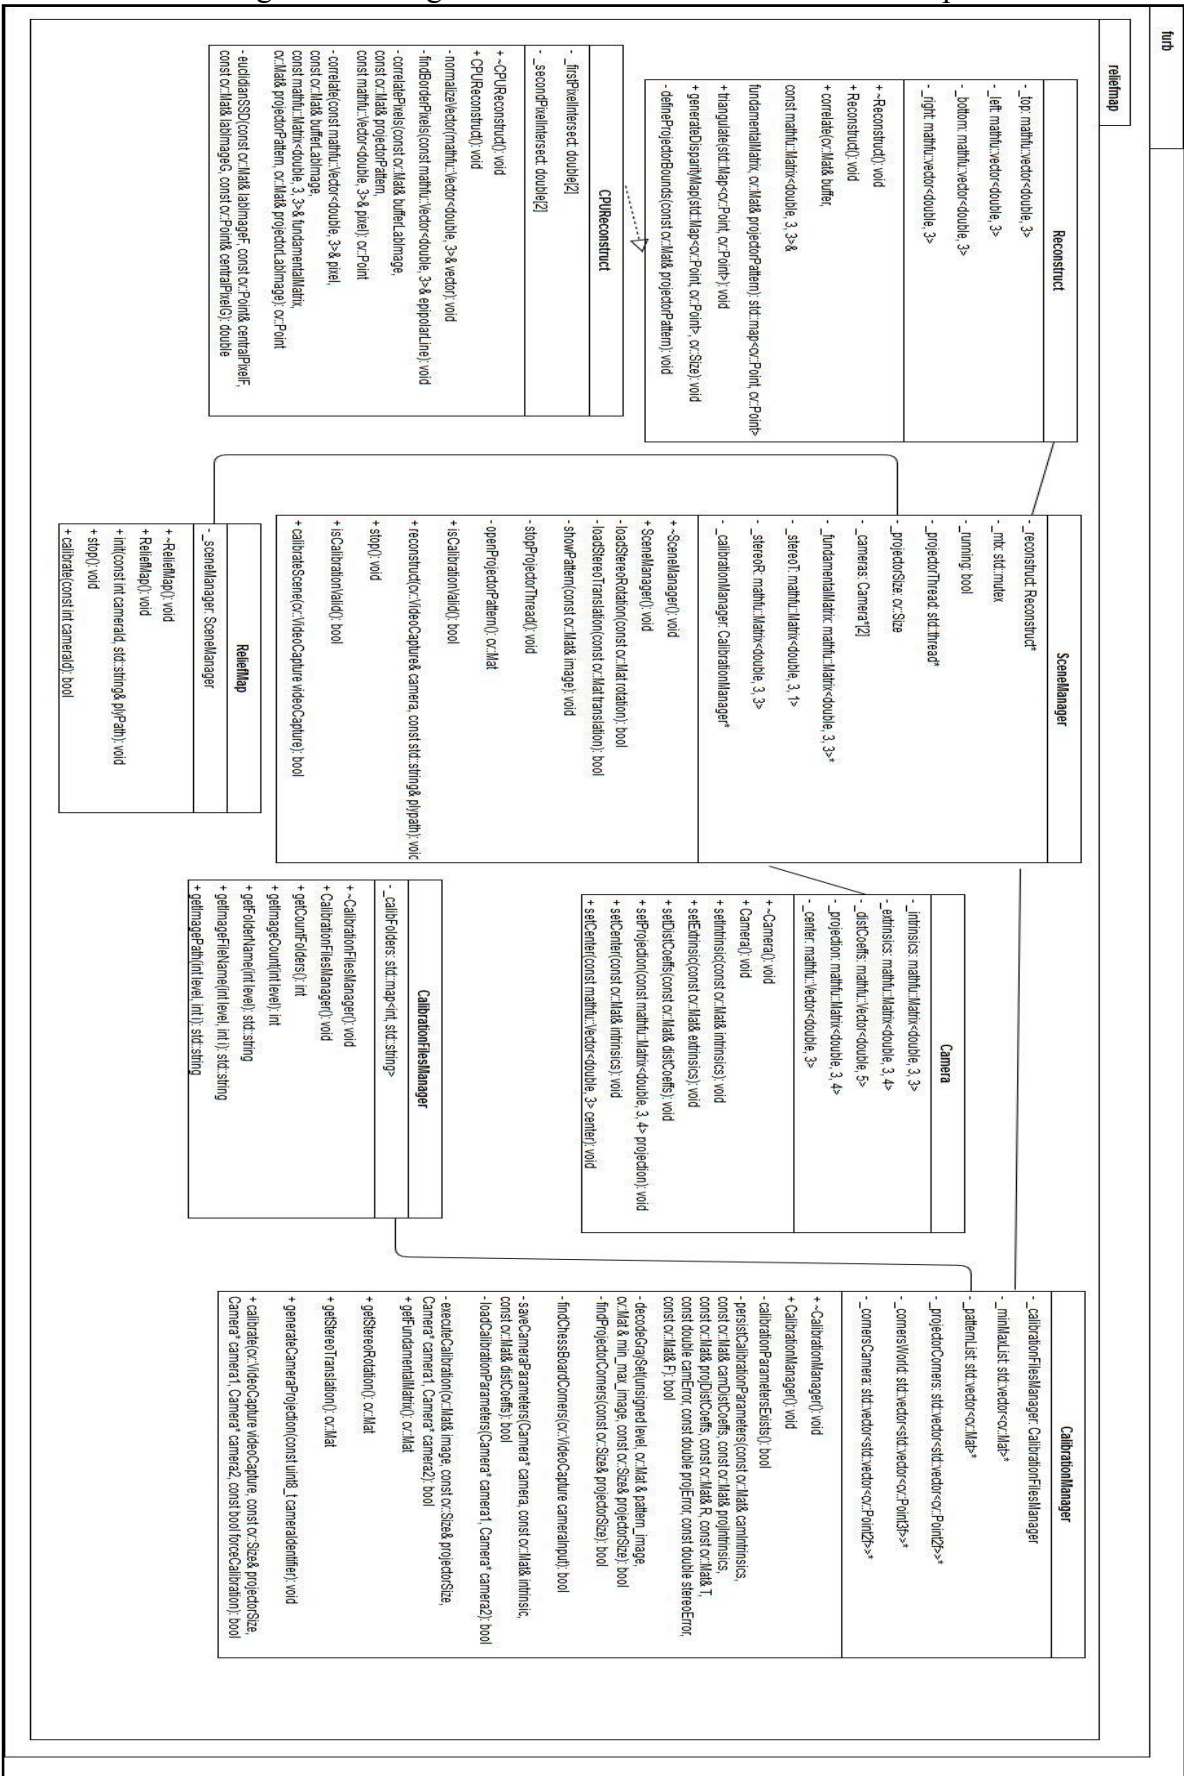 furb
reliefmap
Reconstruct
- _top: mathfu::vector<double, 3>
- _left: mathfu::vector<double, 3>
- _bottom: mathfu::vector<double, 3>
- _right: mathfu::vector<double, 3>
+ ~Reconstruct(): void
+ Reconstruct(): void
+ correlate(cv::Mat& buffer,
const mathfu::Matrix<double, 3, 3>&
fundamentalMatrix, cv::Mat& projectorPattern): std::map<cv::Point, cv::Point>
+ triangulate(std::Map<cv::Point, cv::Point>): void
+ generateDisparityMap(std::Map<cv::Point, cv::Point>, cv::Size): void
- defineProjectorBounds(const cv::Mat& projectorPattern): void
CPUReconstruct
- _firstPixelIntersect: double[2]
- _secondPixelIntersect: double[2]
+ ~CPUReconstruct(): void
+ CPUReconstruct(): void
- normalizeVector(mathfu::Vector<double, 3>& vector): void
- findBorderPixels(const mathfu::Vector<double, 3>& epipolarLine): void
- correlatePixels(const cv::Mat& bufferLabImage,
const cv::Mat& projectorPattern,
const mathfu::Vector<double, 3>& pixel): cv::Point
- correlate(const mathfu::Vector<double, 3>& pixel,
const cv::Mat& bufferLabImage,
const mathfu::Matrix<double, 3, 3>& fundamentalMatrix,
cv::Mat& projectorPattern, cv::Mat& projectorLabImage): cv::Point
- euclidianSSD(const cv::Mat& labImageF, const cv::Point& centralPixelF,
const cv::Mat& labImageG, const cv::Point& centralPixelG): double
SceneManager
- _reconstruct: Reconstruct*
- _mtx: std::mutex
- _running: bool
- _projectorThread: std::thread*
- _projectorSize: cv::Size
- _cameras: Camera*[2]
- _fundamentalMatrix: mathfu::Matrix<double, 3, 3>*
- _stereoT: mathfu::Matrix<double, 3, 1>
- _stereoR: mathfu::Matrix<double, 3, 3>
- _calibrationManager: CalibrationManager*
+ ~SceneManager(): void
+ SceneManager(): void
- loadStereoRotation(const cv::Mat rotation): bool
- loadStereoTranslation(const cv::Mat translation): bool
- showPattern(const cv::Mat& image): void
- stopProjectorThread(): void
- openProjectorPattern(): cv::Mat
+ isCalibrationValid(): bool
+ reconstruct(cv::VideoCapture& camera, const std::string& plypath): voic
+ stop(): void
+ isCalibrationValid(): bool
+ calibrateScene(cv::VideoCapture videoCapture): bool
ReliefMap
- _sceneManager: SceneManager
+ ~ReliefMap(): void
+ ReliefMap(): void
+ init(const int cameraId, std::string& plyPath): void
+ stop(): void
+ calibrate(const int cameraId): bool
Camera
- _intrinsics: mathfu::Matrix<double, 3, 3>
- _extrinsics: mathfu::Matrix<double, 3, 4>
- _distCoeffs: mathfu::Vector<double, 5>
- _projection: mathfu::Matrix<double, 3, 4>
- _center: mathfu::Vector<double, 3>
+ ~Camera(): void
+ Camera(): void
+ setIntrinsic(const cv::Mat& intrinsics): void
+ setExtrinsic(const cv::Mat& extrinsics): void
+ setDistCoeffs(const cv::Mat& distCoeffs): void
+ setProjection(const mathfu::Matrix<double, 3, 4> projection): void
+ setCenter(const cv::Mat& intrinsics): void
+ setCenter(const mathfu::Vector<double, 3> center): void
CalibrationFilesManager
- _calibFolders: std::map<int, std::string>
+ ~CalibrationFilesManager(): void
+ CalibrationFilesManager(): void
+ getCountFolders(): int
+ getImageCount(int level): int
+ getFolderName(int level): std::string
+ getImageFileName(int level, int i): std::string
+ getImagePath(int level, int i): std::string
CalibrationManager
- _calibrationFilesManager: CalibrationFilesManager
- _minMaxList: std::vector<cv::Mat>*
- _patternList: std::vector<cv::Mat>*
- _projectorCorners: std::vector<std::vector<cv::Point2f>>*
- _cornersWorld: std::vector<std::vector<cv::Point3f>>*
- _cornersCamera: std::vector<std::vector<cv::Point2f>>*
+ ~CalibrationManager(): void
+ CalibrationManager(): void
- calibrationParametersExists(): bool
- persistCalibrationParameters(const cv::Mat& camIntrinsics,
const cv::Mat& camDistCoeffs, const cv::Mat& projIntrinsics,
const cv::Mat& projDistCoeffs, const cv::Mat& R, const cv::Mat& T,
const double camError, const double projError, const double stereoError,
const cv::Mat& F): bool
- decodeGraySet(unsigned level, cv::Mat & pattern_image,
cv::Mat & min_max_image, const cv::Size& projectorSize): bool
- findProjectorCorners(const cv::Size& projectorSize): bool
- findChessBoardCorners(cv::VideoCapture cameraInput): bool
- saveCameraParameters(Camera* camera, const cv::Mat& intrinsic,
const cv::Mat& distCoeffs): bool
- loadCalibrationParameters(Camera* camera1, Camera* camera2): bool
- executeCalibration(cv::Mat& image, const cv::Size& projectorSize,
Camera* camera1, Camera* camera2): bool
+ getFundamentalMatrix(): cv::Mat
+ getStereoRotation(): cv::Mat
+ getStereoTranslation(): cv::Mat
+ generateCameraProjection(const uint8_t cameraIdentifier): void
+ calibrate(cv::VideoCapture videoCapture, const cv::Size& projectorSize,
Camera* camera1, Camera* camera2, const bool forceCalibration): bool